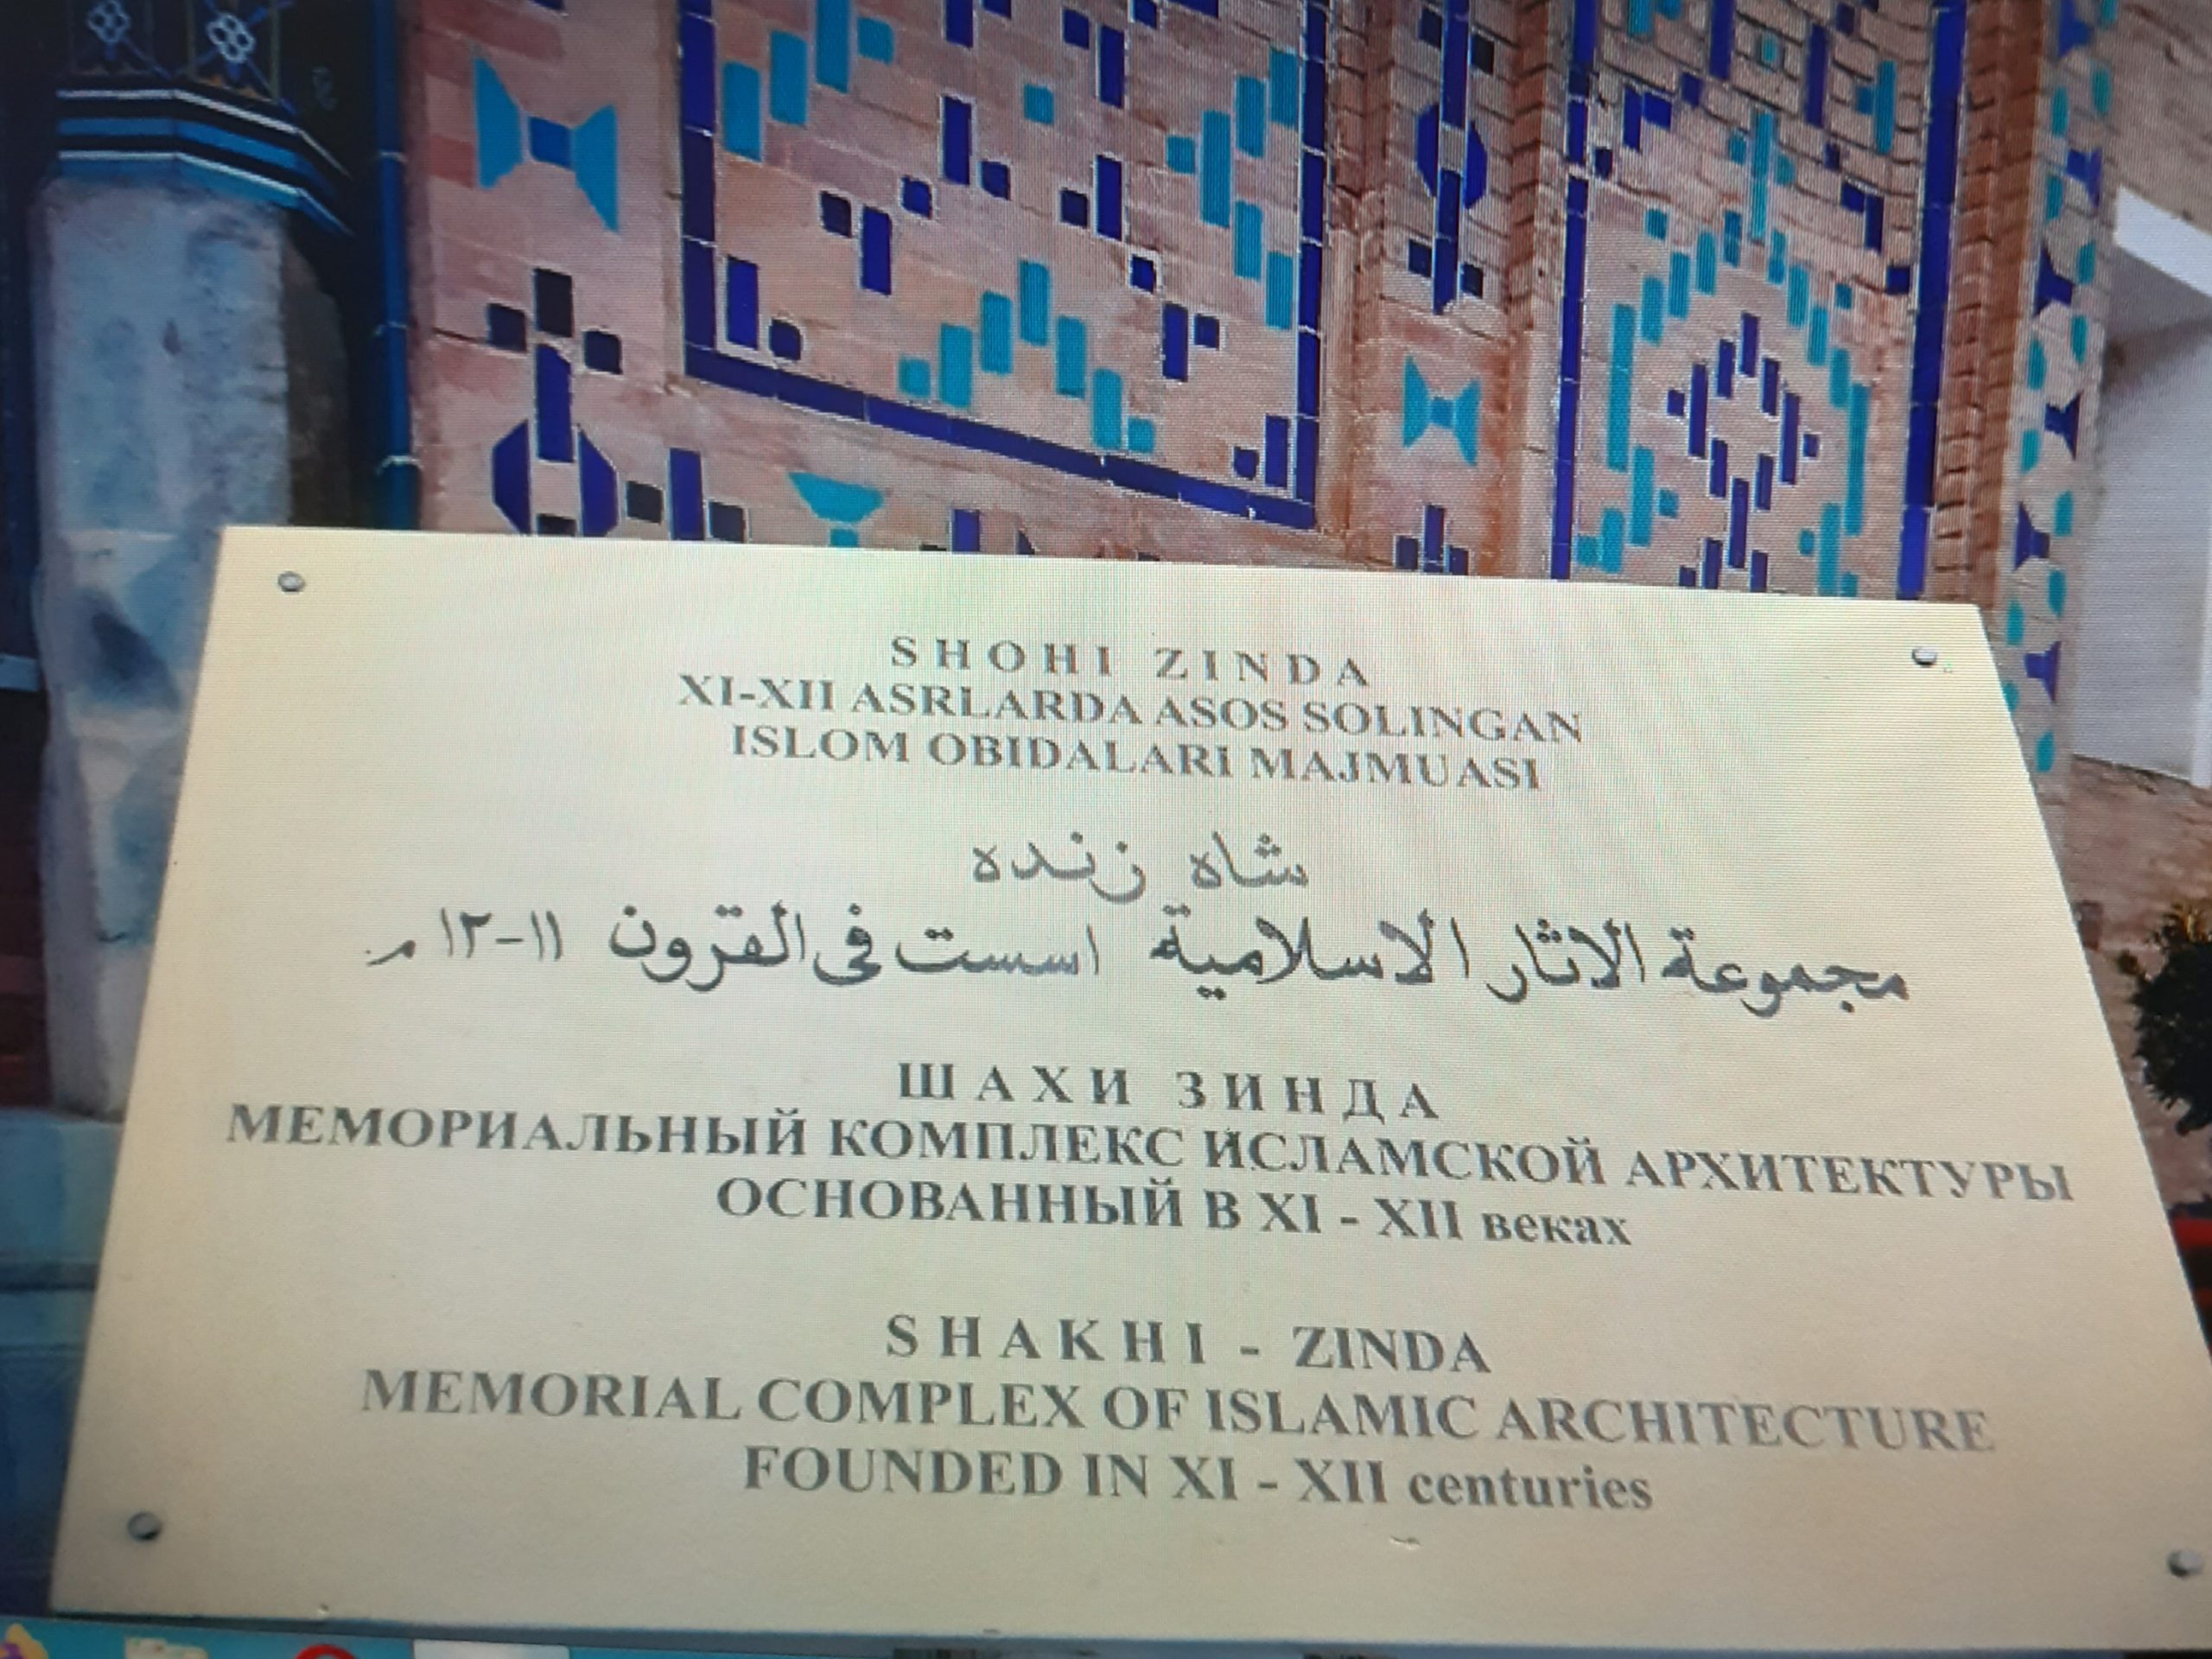 SHOHI ZINDA
XI-XII ASRLARDA ASOS SOLINGAN
ISLOM OBIDALARI MAJMUASI
شاه زنده
مجموعة الاثار الاسلامية اسست فى القرون ١١-١٢ م.
ШАХИ ЗИНДА
МЕМОРИАЛЬНЫЙ КОМПЛЕКС ИСЛАМСКОЙ АРХИТЕКТУРЫ
ОСНОВАННЫЙ В XI - XII веках
SHAKHI - ZINDA
MEMORIAL COMPLEX OF ISLAMIC ARCHITECTURE
FOUNDED IN XI - XII centuries